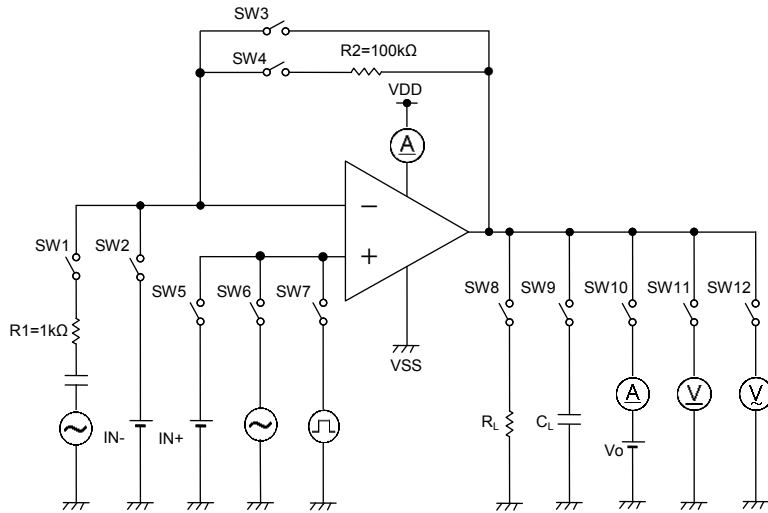 SW3
SW4
R2=100kΩ
VDD
A
SW1
SW2
−
+
SW5
SW6
SW7
SW8
SW9
SW10
SW11
SW12
R1=1kΩ
VSS
A
V
V
IN-
IN+
RL
CL
Vo